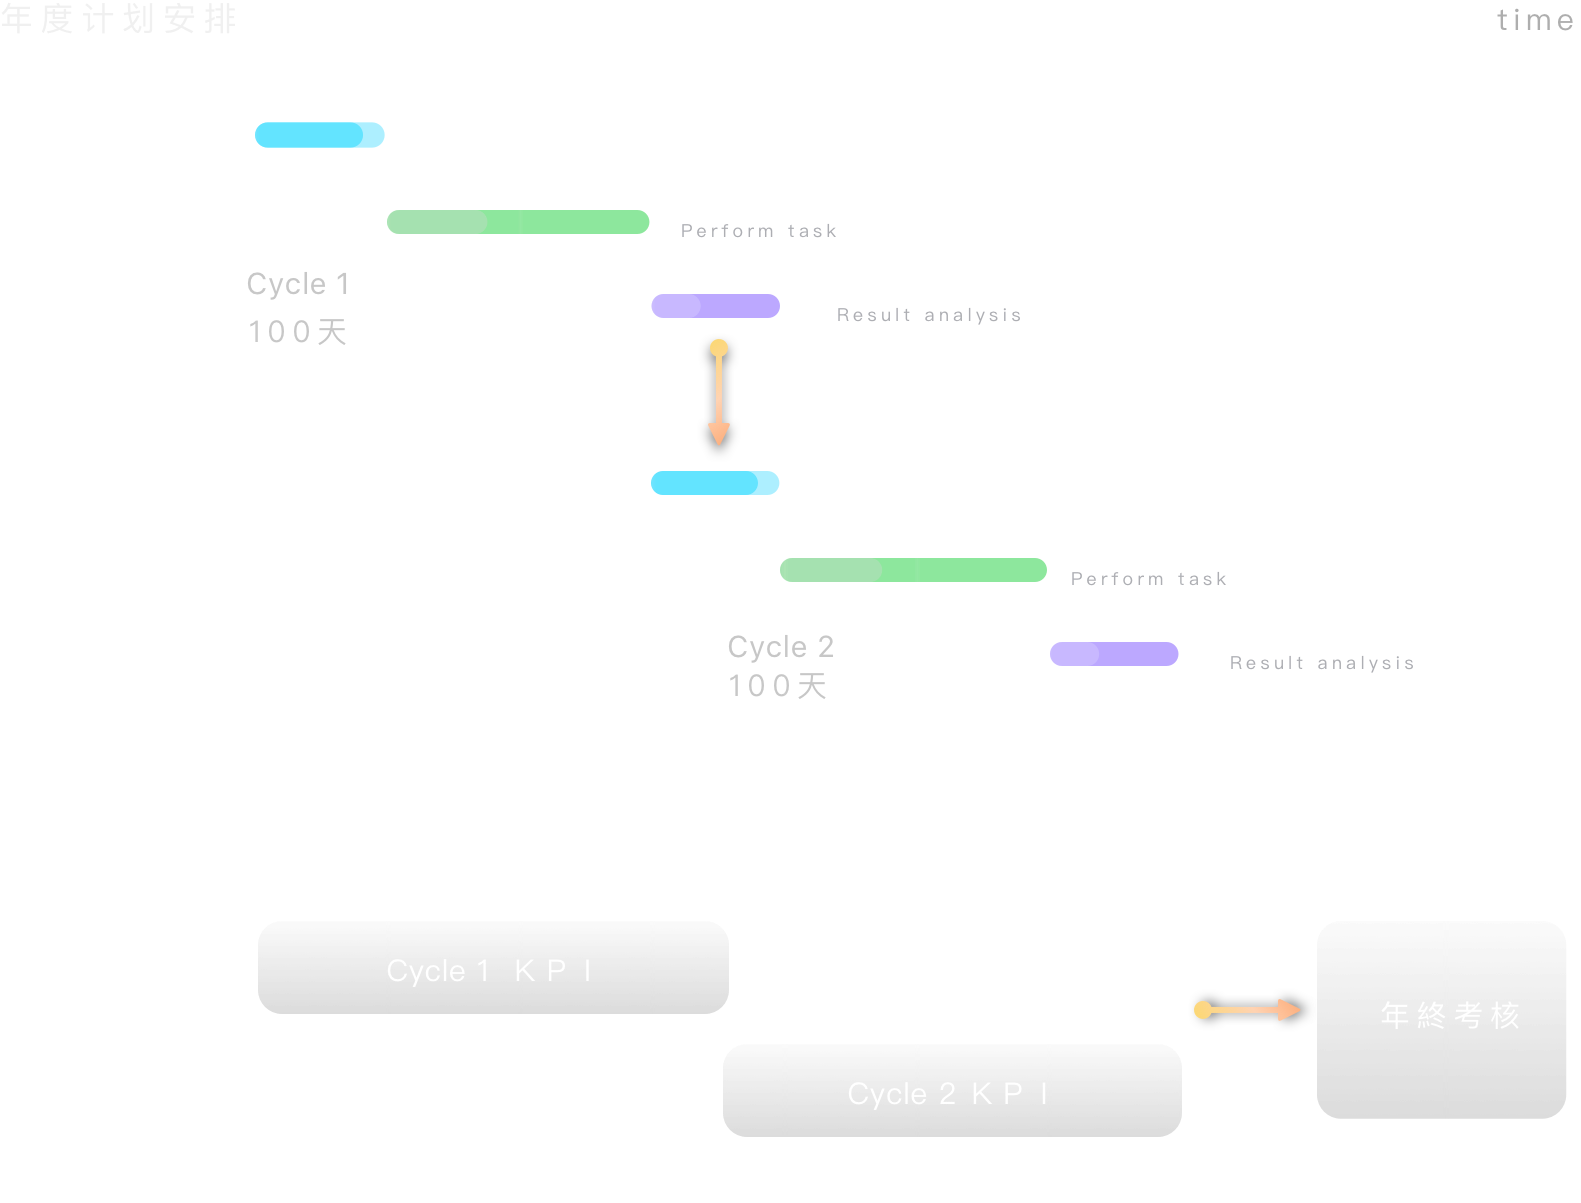 年度计划安排
time
Perform task
Cycle 1
Result analysis
100天
Perform task
Cycle 2
Result analysis
100天
Cycle 1 KPI
年終考核
Cycle 2 KPI